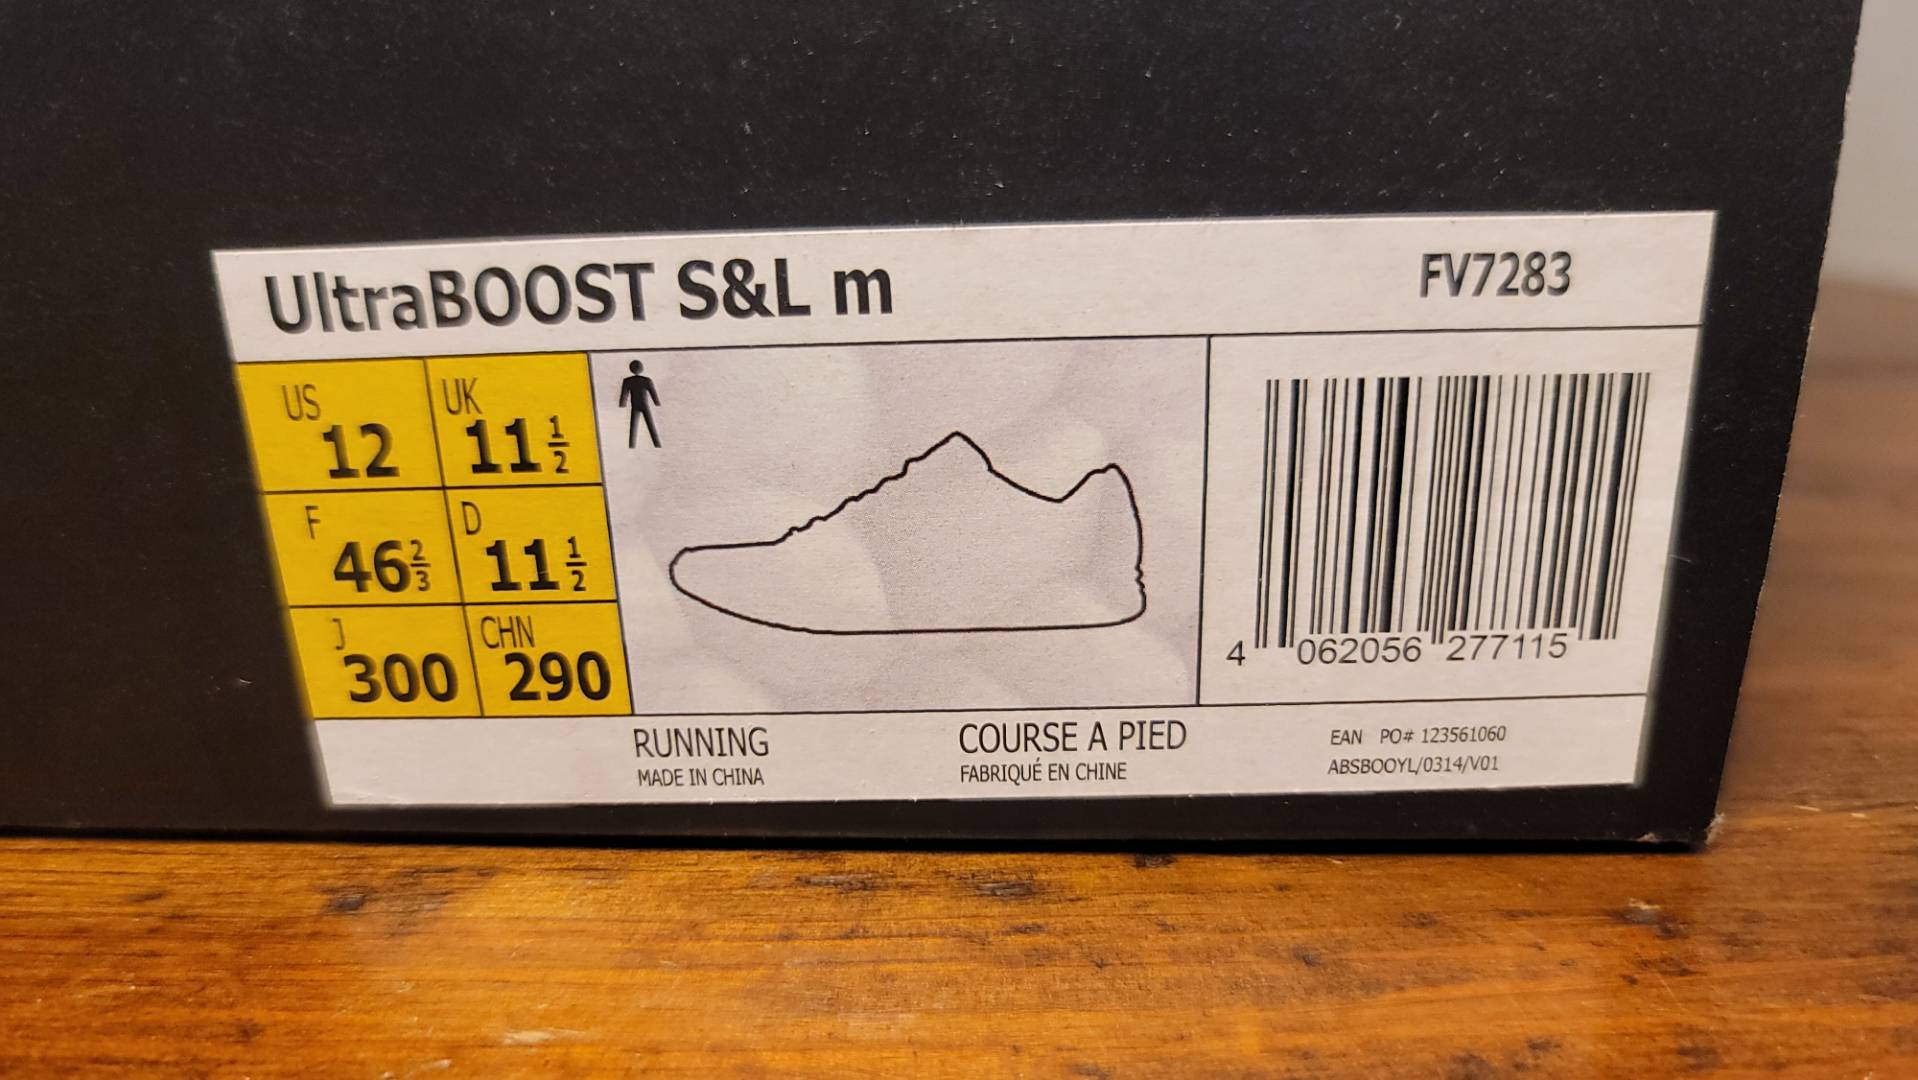 UltraBOOST S&L m
FV7283
US 12
UK 11 1/2
F 46 2/3
D 11 1/2
J 300
CHN 290
4 062056 277115
RUNNING
MADE IN CHINA
COURSE A PIED
FABRIQUÉ EN CHINE
EAN PO# 123561060
ABSBOOYL/0314/V01